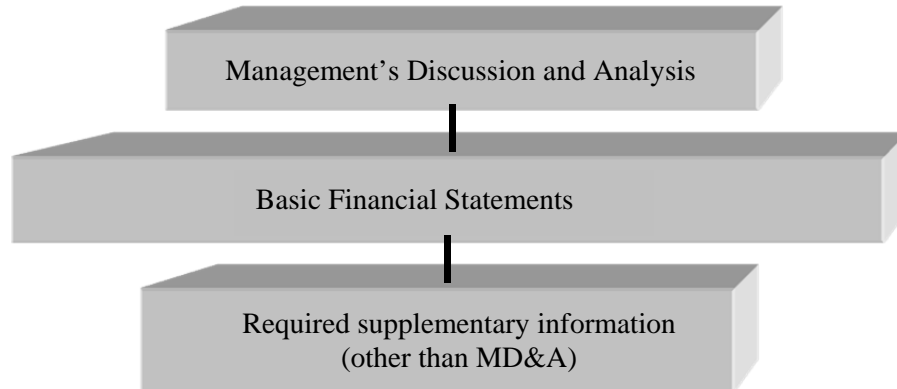 Management’s Discussion and Analysis
Basic Financial Statements
Required supplementary information
(other than MD&A)